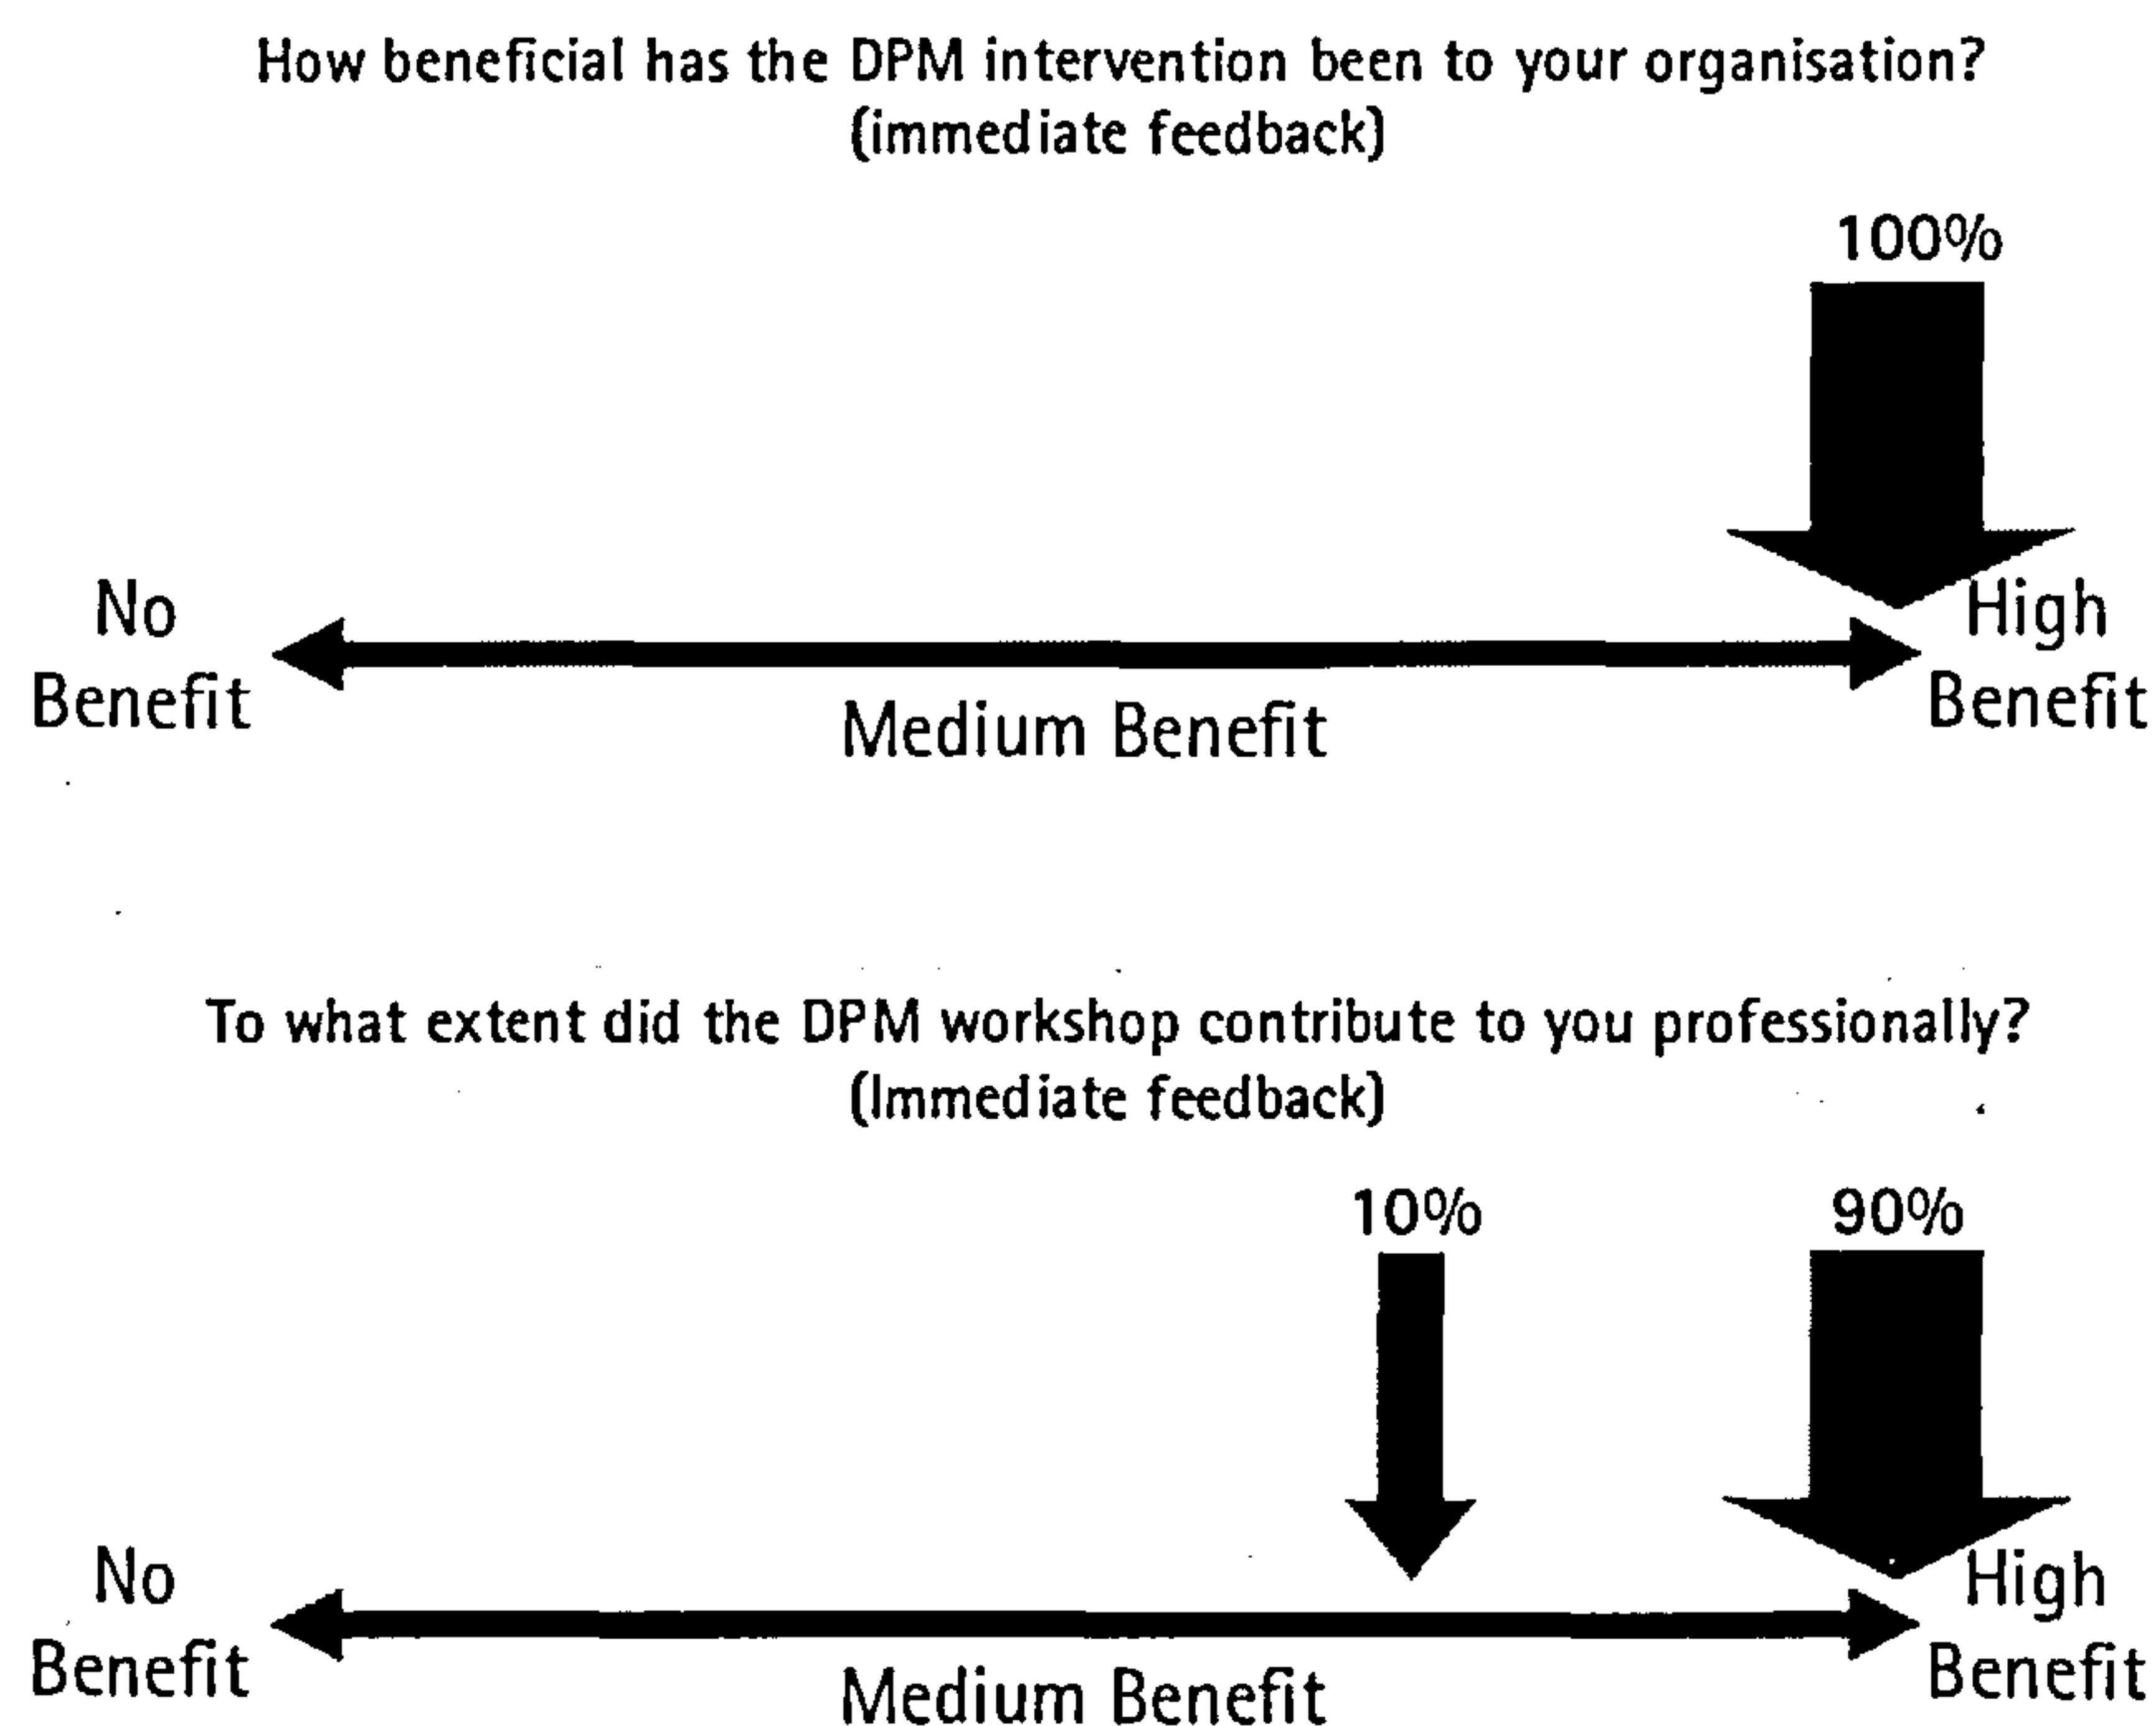 How beneficial has the DPM intervention been to your organisation?
(immediate feedback)
100%
No
Benefit
Medium Benefit
High
Benefit
To what extent did the DPM workshop contribute to you professionally?
(Immediate feedback)
10%
90%
No
Benefit
Medium Benefit
High
Benefit